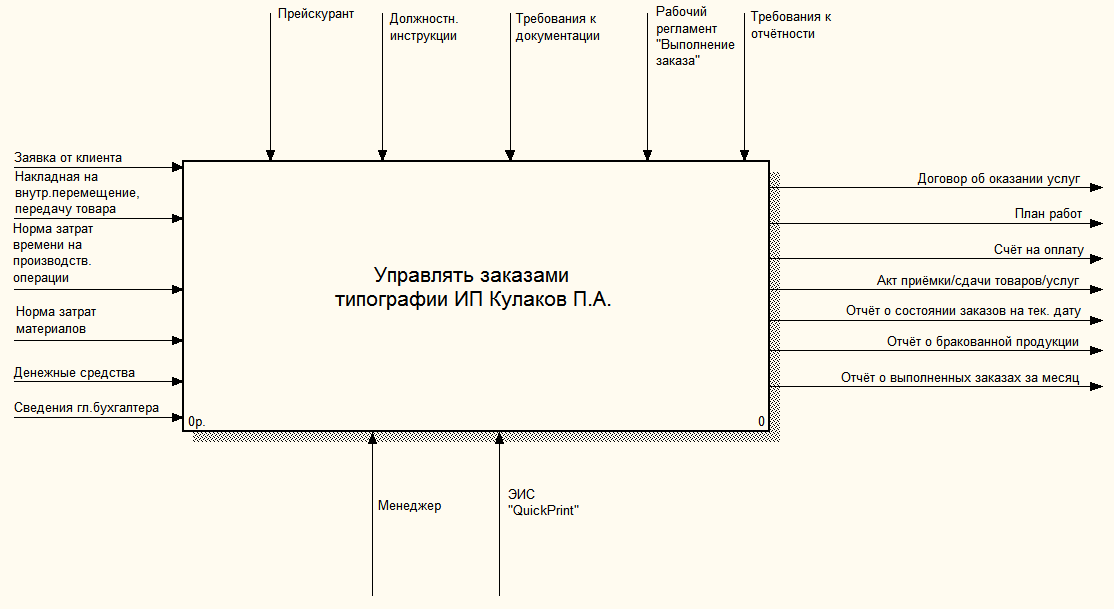 Прейскурант
Должностн.
инструкции
Требования к
документации
Рабочий
регламент
"Выполнение
заказа"
Требования к
отчётности
Заявка от клиента
Накладная на
внутр.перемещение,
передачу товара
Норма затрат
времени на
производств.
операции
Норма затрат
материалов
Денежные средства
Сведения гл.бухгалтера
Управлять заказами
типографии ИП Кулаков П.А.
0р.
0
Договор об оказании услуг
План работ
Счёт на оплату
Акт приёмки/сдачи товаров/услуг
Отчёт о состоянии заказов на тек. дату
Отчёт о бракованной продукции
Отчёт о выполненных заказах за месяц
Менеджер
ЭИС
"QuickPrint"